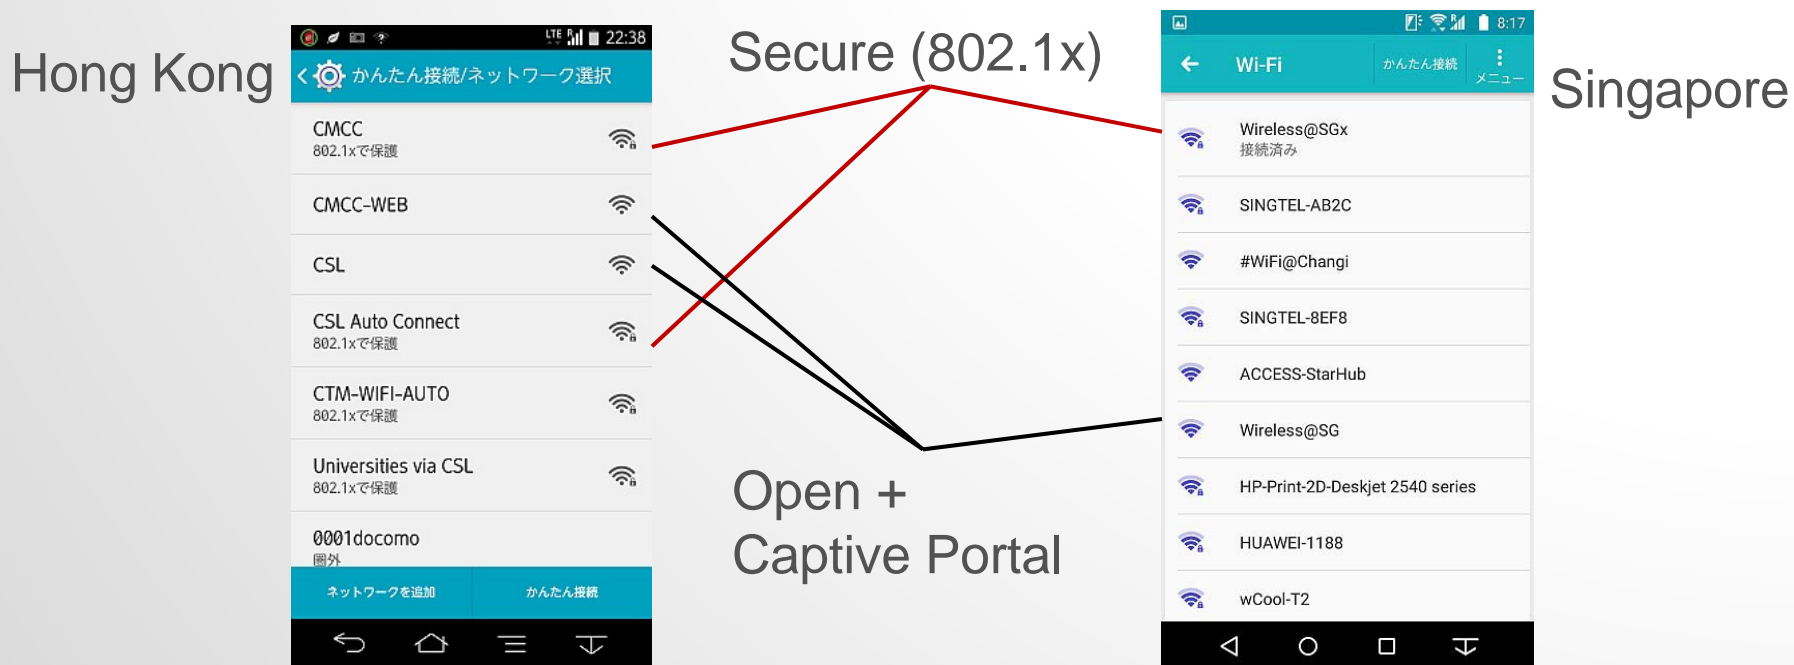 Hong Kong
LTE R 22:38
かんたん接続/ネットワーク選択
CMCC
802.1xで保護
CMCC-WEB
CSL
CSL Auto Connect
802.1xで保護
CTM-WIFI-AUTO
802.1xで保護
Universities via CSL
802.1xで保護
0001docomo
圏外
ネットワークを追加 かんたん接続
Secure (802.1x)
Open +
Captive Portal
R 8:17
Wi-Fi かんたん接続 メニュー
Wireless@SGx
接続済み
SINGTEL-AB2C
#WiFi@Changi
SINGTEL-8EF8
ACCESS-StarHub
Wireless@SG
HP-Print-2D-Deskjet 2540 series
HUAWEI-1188
wCool-T2
Singapore